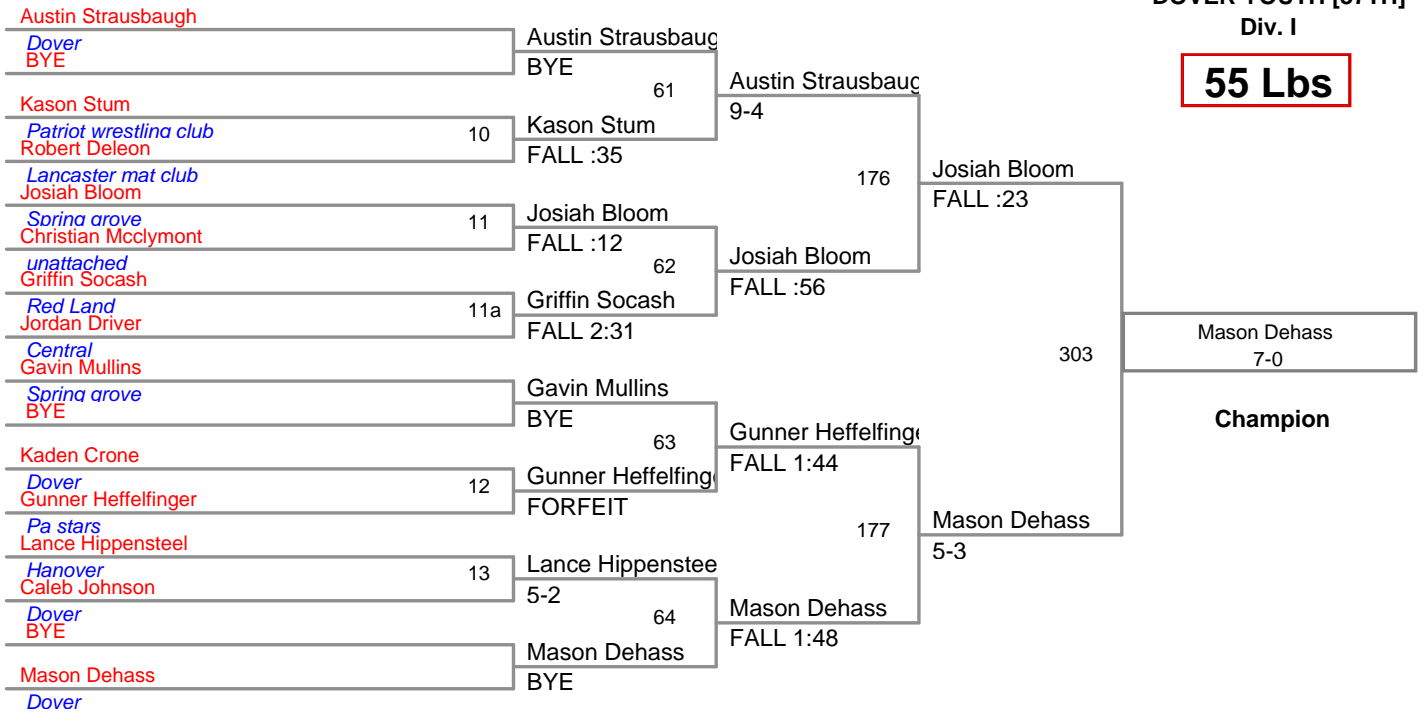 DOVER YOUTH [57TH]
Div. I
55 Lbs
Austin Strausbaugh
Dover
BYE
Kason Stum
Patriot wrestling club
Robert Deleon
10
Lancaster mat club
Josiah Bloom
Spring grove
Christian Mcclymont
11
unattached
Griffin Socash
Red Land
Jordan Driver
11a
Central
Gavin Mullins
Spring grove
BYE
Kaden Crone
Dover
Gunner Heffelfinger
12
Pa stars
Lance Hippensteel
Hanover
Caleb Johnson
13
Dover
BYE
Mason Dehass
Dover
Austin Strausbaug
BYE
61
Kason Stum
FALL :35
Josiah Bloom
FALL :12
62
Griffin Socash
FALL 2:31
Gavin Mullins
BYE
63
Gunner Heffelfing
FORFEIT
Lance Hippenstee
5-2
64
Mason Dehass
BYE
Austin Strausbaug
9-4
176
Josiah Bloom
FALL :56
Gunner Heffelfinge
FALL 1:44
177
Mason Dehass
FALL 1:48
Josiah Bloom
FALL :23
303
Mason Dehass
5-3
Mason Dehass
7-0
Champion